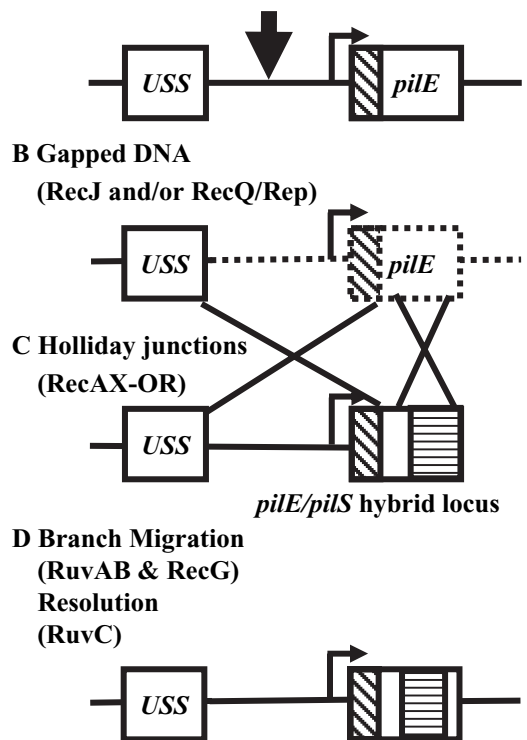 USS pilE
B Gapped DNA
(RecJ and/or RecQ/Rep)
USS pilE
C Holliday junctions
(RecAX-OR)
USS
pilE/pilS hybrid locus
D Branch Migration
(RuvAB & RecG)
Resolution
(RuvC)
USS